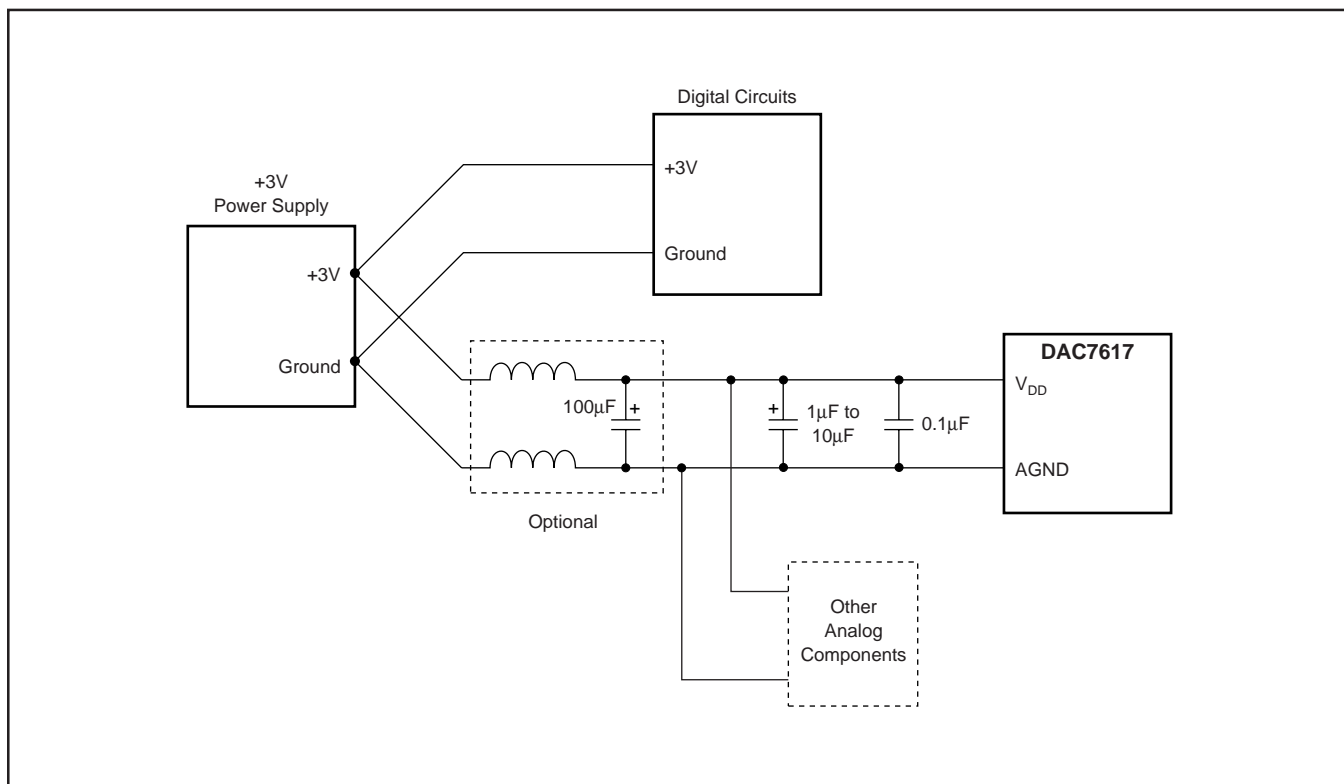 Digital Circuits
+3V
Ground
+3V
Power Supply
+3V
Ground
100μF
+
Optional
+
1μF to
10μF
0.1μF
DAC7617
VDD
AGND
Other
Analog
Components